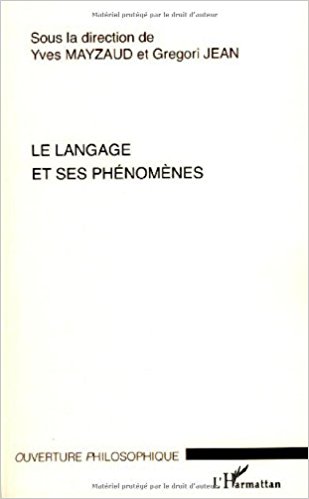 Matériel protégé par le droit d'auteur
Sous la direction de
Yves MAYZAUD et Gregori JEAN
LE LANGAGE
ET SES PHÉNOMÈNES
OUVERTURE PHILOSOPHIQUE
L'Harmattan
Matériel protégé par le droit d'auteur